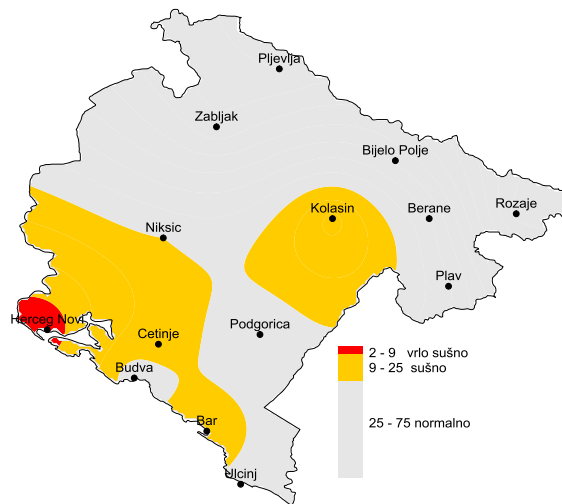 Pljevlja
Zabljak
Bijelo Polje
Kolasin
Berane
Rozaje
Niksic
Plav
Herceg Novi
Podgorica
Cetinje
Budva
Bar
Ulcinj
2 - 9 vrlo sušno
9 - 25 sušno
25 - 75 normalno